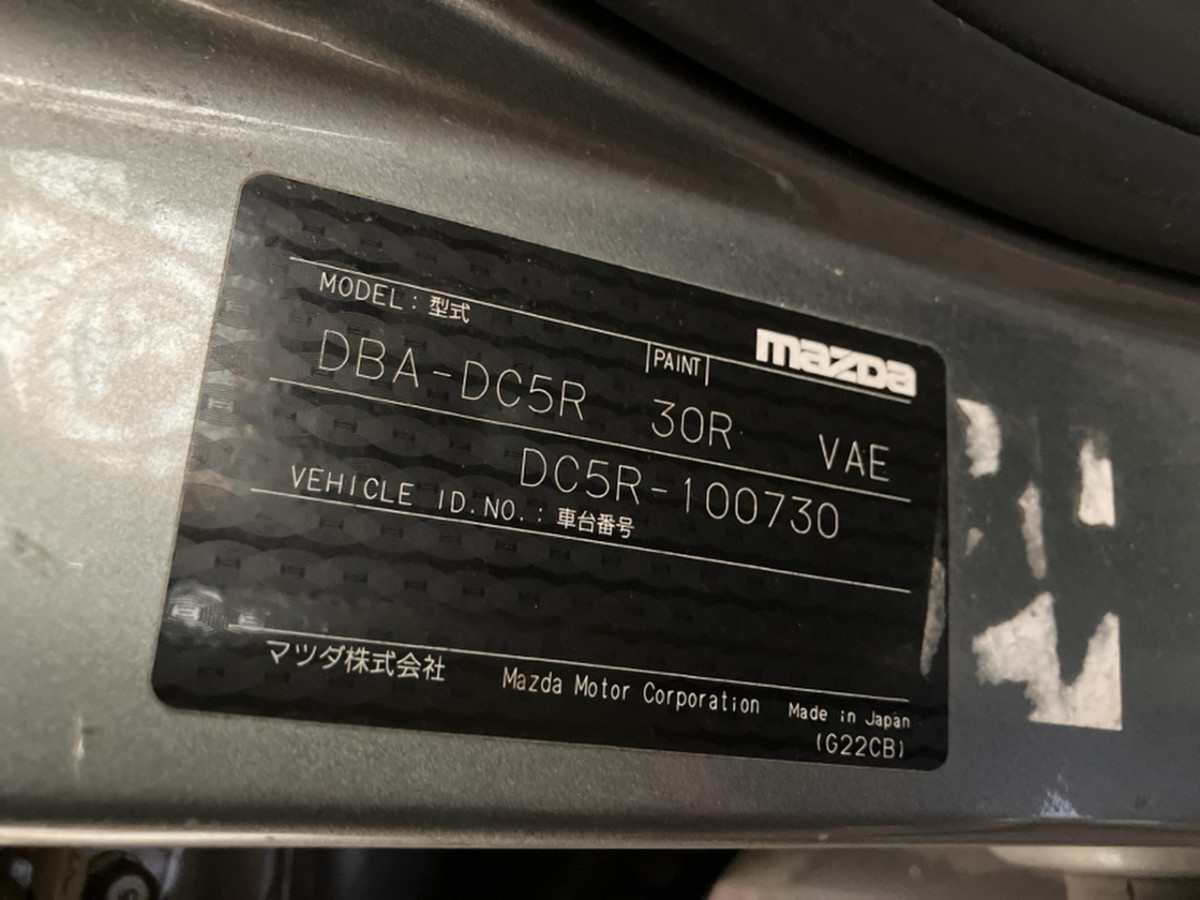 mazda
MODEL : 型式
PAINT
DBA-DC5R 30R VAE
DC5R-100730
VEHICLE ID.NO. : 車台番号
マツダ株式会社 Mazda Motor Corporation Made in Japan
(G22CB)